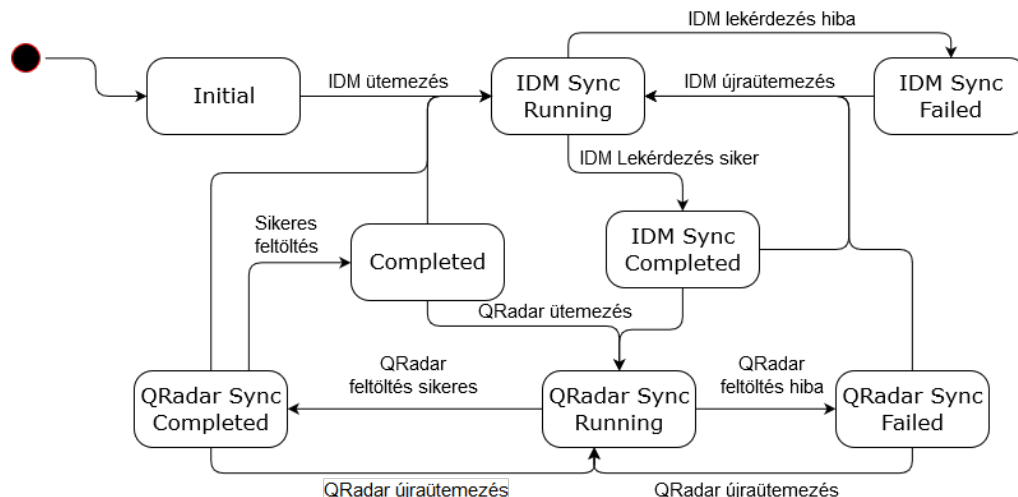 IDM lekérdezés hiba
Initial
IDM ütemezés
IDM Sync
Running
IDM újraütemezés
IDM Sync
Failed
IDM Lekérdezés siker
Sikeres
feltöltés
Completed
IDM Sync
Completed
QRadar ütemezés
QRadar Sync
Completed
QRadar
feltöltés sikeres
QRadar Sync
Running
QRadar
feltöltés hiba
QRadar Sync
Failed
QRadar újraütemezés
QRadar újraütemezés